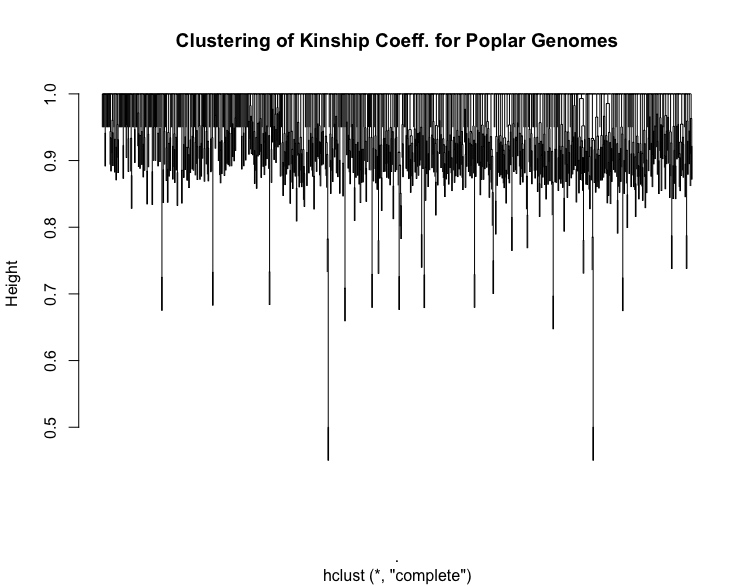 Clustering of Kinship Coeff. for Poplar Genomes
1.0
0.9
0.8
0.7
0.6
0.5
Height
.
hclust (*, "complete")